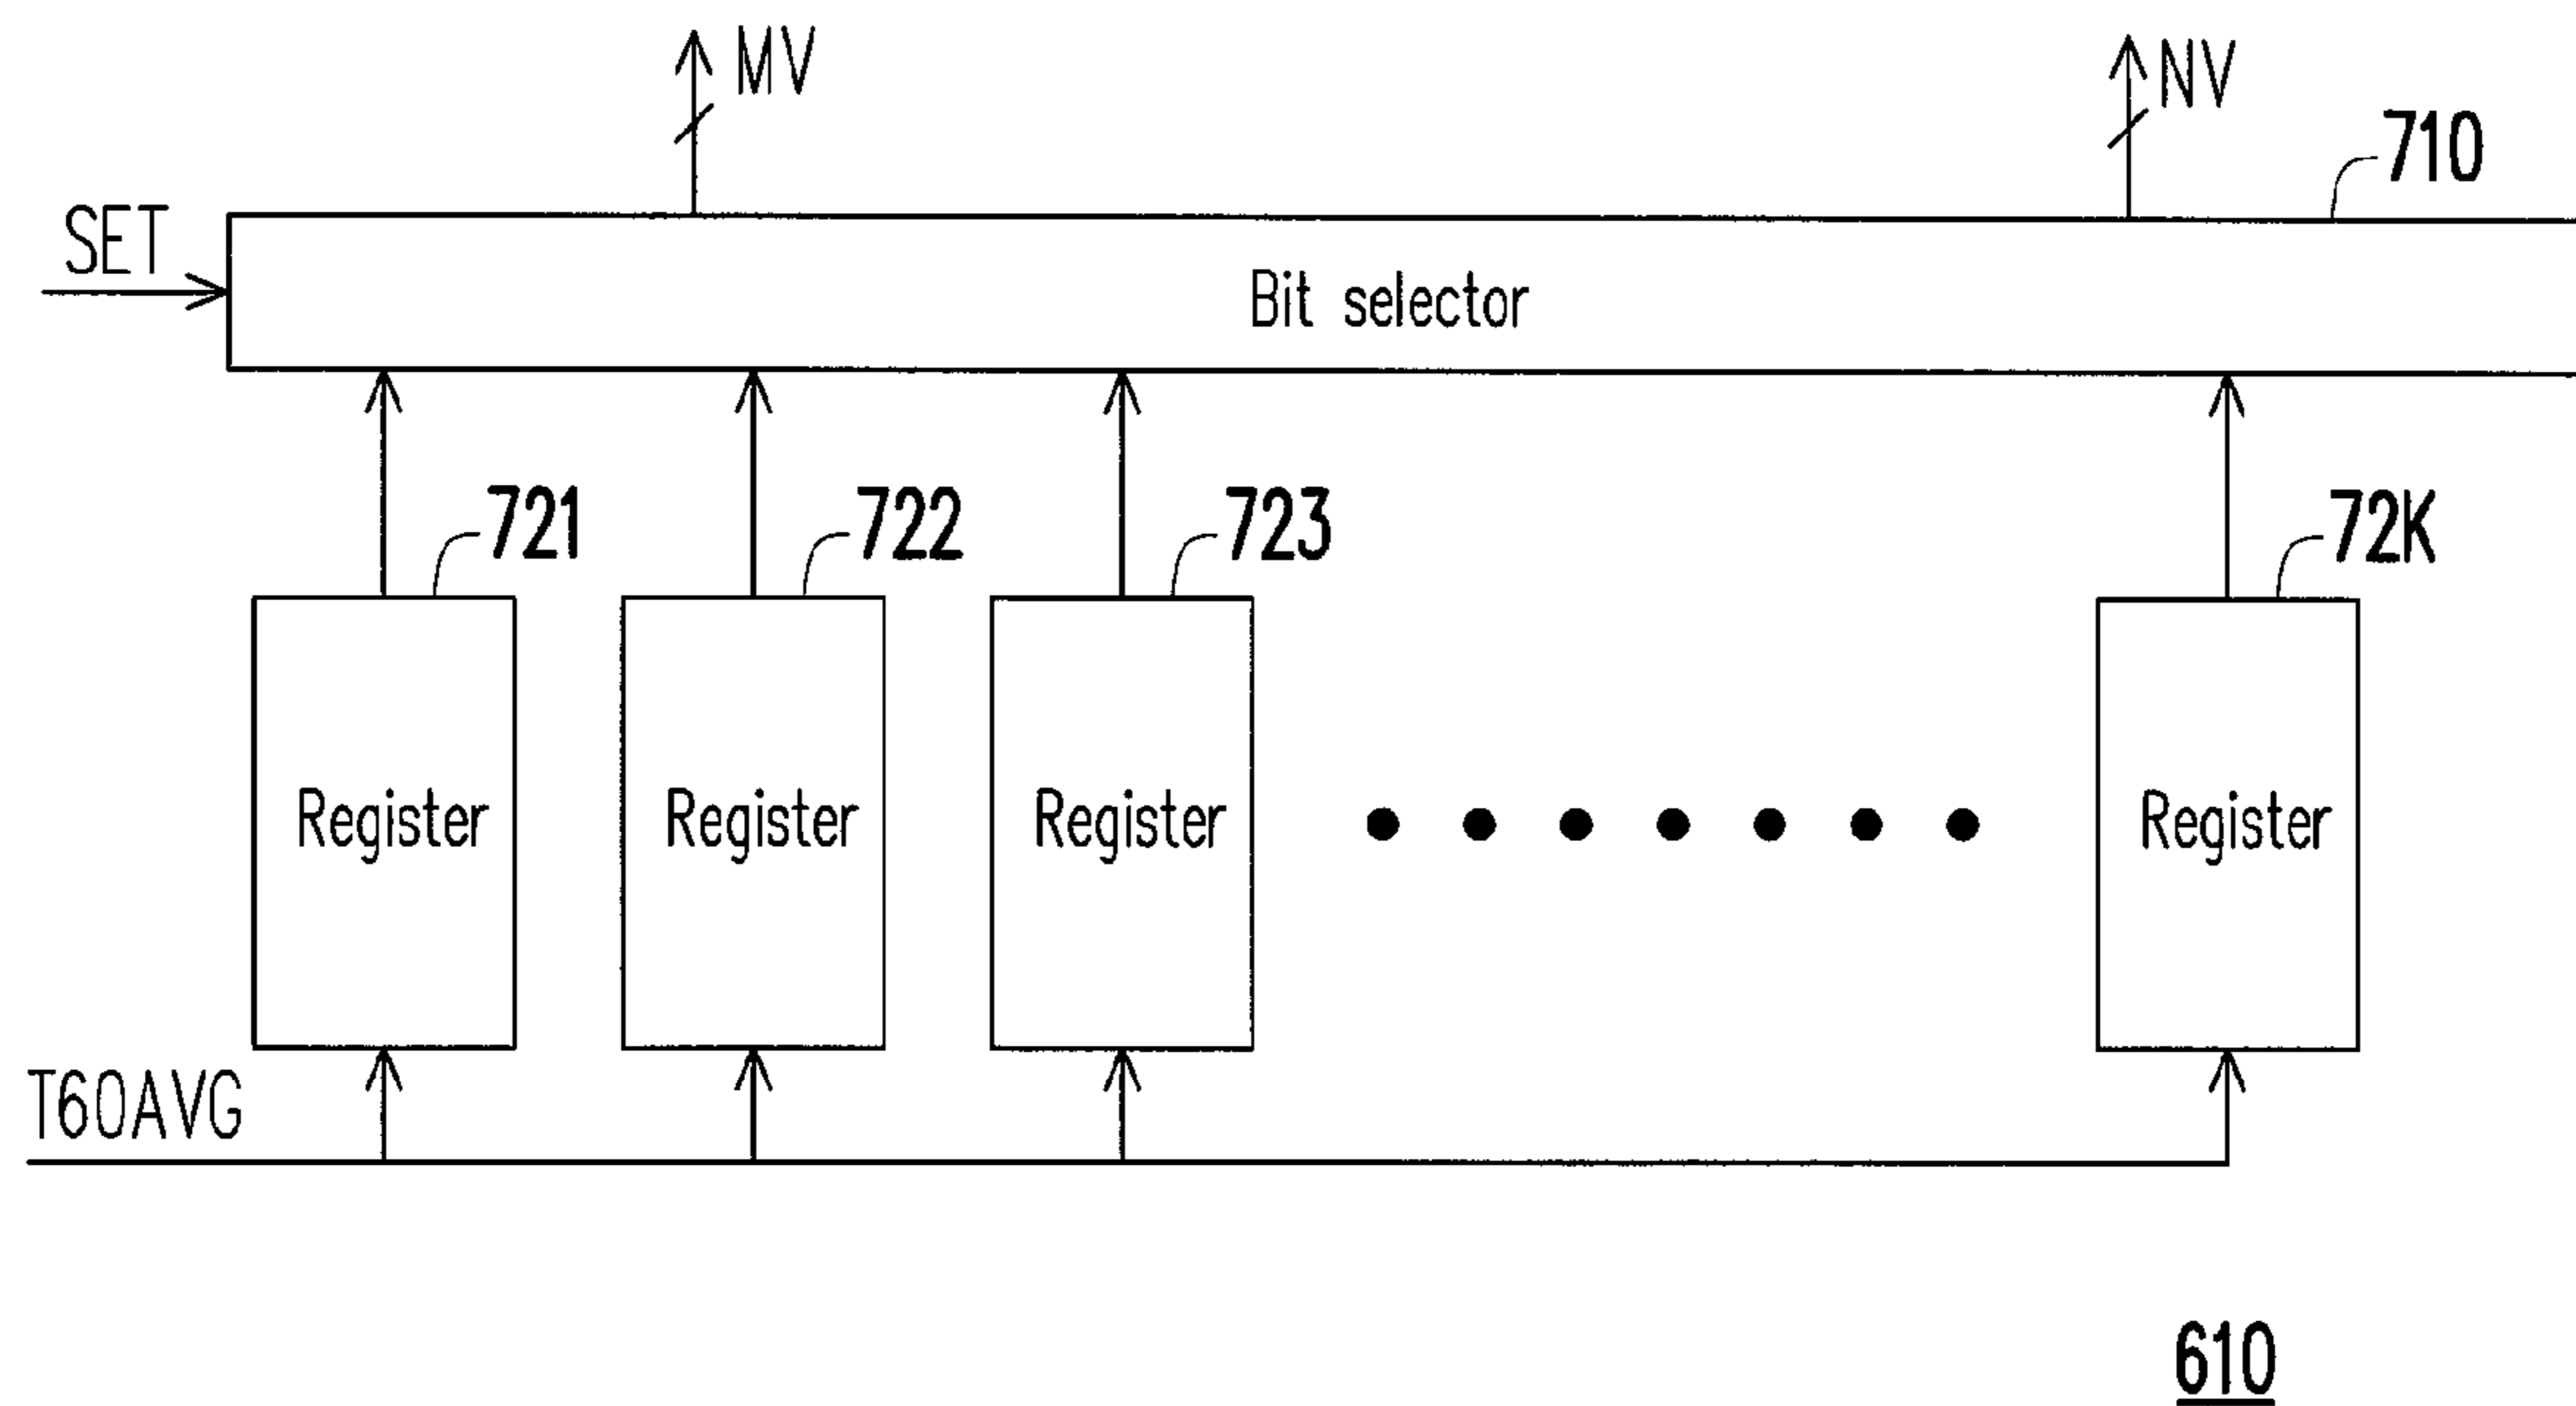 MV
NV
710
SET
Bit selector
721
722
723
72K
Register
Register
Register
Register
T60AVG
610